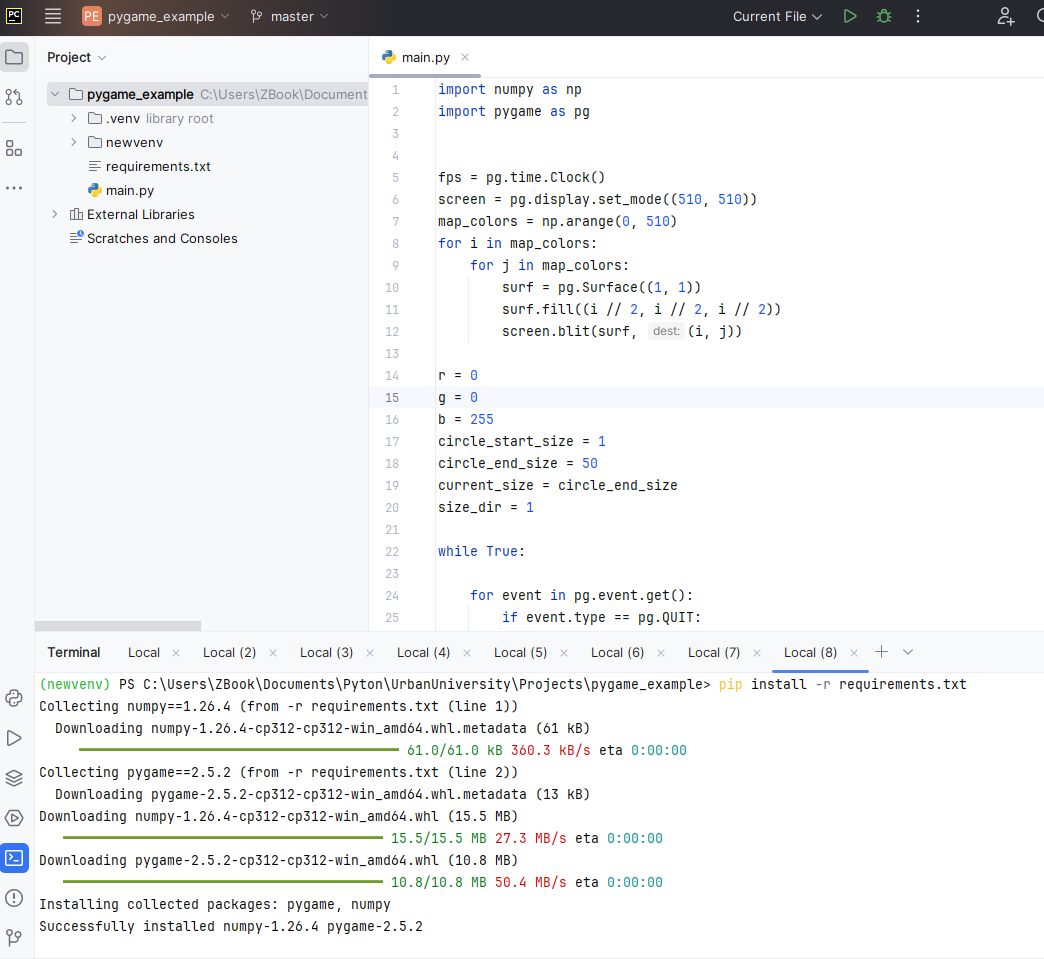 PC PE pygame_example master Current File
Project
main.py
pygame_example C:\Users\ZBook\Document
.venv library root
newvenv
requirements.txt
main.py
External Libraries
Scratches and Consoles
1 import numpy as np
2 import pygame as pg
3
4
5 fps = pg.time.Clock()
6 screen = pg.display.set_mode((510, 510))
7 map_colors = np.arange(0, 510)
8 for i in map_colors:
9 for j in map_colors:
10 surf = pg.Surface((1, 1))
11 surf.fill((i // 2, i // 2, i // 2))
12 screen.blit(surf, dest: (i, j))
13
14 r = 0
15 g = 0
16 b = 255
17 circle_start_size = 1
18 circle_end_size = 50
19 current_size = circle_end_size
20 size_dir = 1
21
22 while True:
23
24 for event in pg.event.get():
25 if event.type == pg.QUIT:
Terminal Local Local (2) Local (3) Local (4) Local (5) Local (6) Local (7) Local (8)
(newvenv) PS C:\Users\ZBook\Documents\Pyton\UrbanUniversity\Projects\pygame_example> pip install -r requirements.txt
Collecting numpy==1.26.4 (from -r requirements.txt (line 1))
Downloading numpy-1.26.4-cp312-cp312-win_amd64.whl.metadata (61 kB)
61.0/61.0 kB 360.3 kB/s eta 0:00:00
Collecting pygame==2.5.2 (from -r requirements.txt (line 2))
Downloading pygame-2.5.2-cp312-cp312-win_amd64.whl.metadata (13 kB)
Downloading numpy-1.26.4-cp312-cp312-win_amd64.whl (15.5 MB)
15.5/15.5 MB 27.3 MB/s eta 0:00:00
Downloading pygame-2.5.2-cp312-cp312-win_amd64.whl (10.8 MB)
10.8/10.8 MB 50.4 MB/s eta 0:00:00
Installing collected packages: pygame, numpy
Successfully installed numpy-1.26.4 pygame-2.5.2